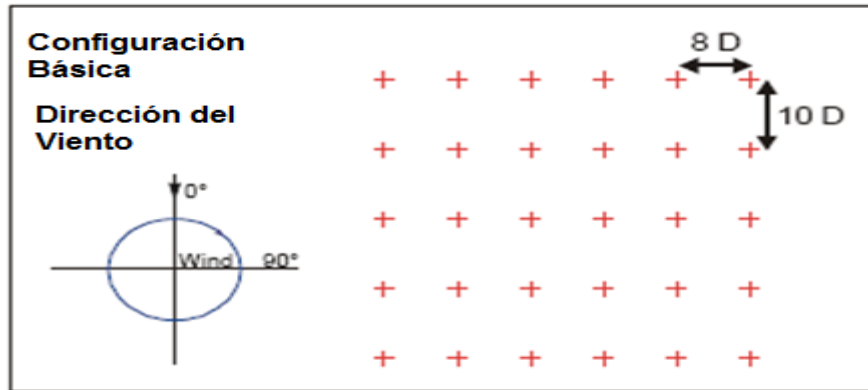 Configuración
Básica
8 D
10 D
Dirección del
Viento
0°
Wind
90°